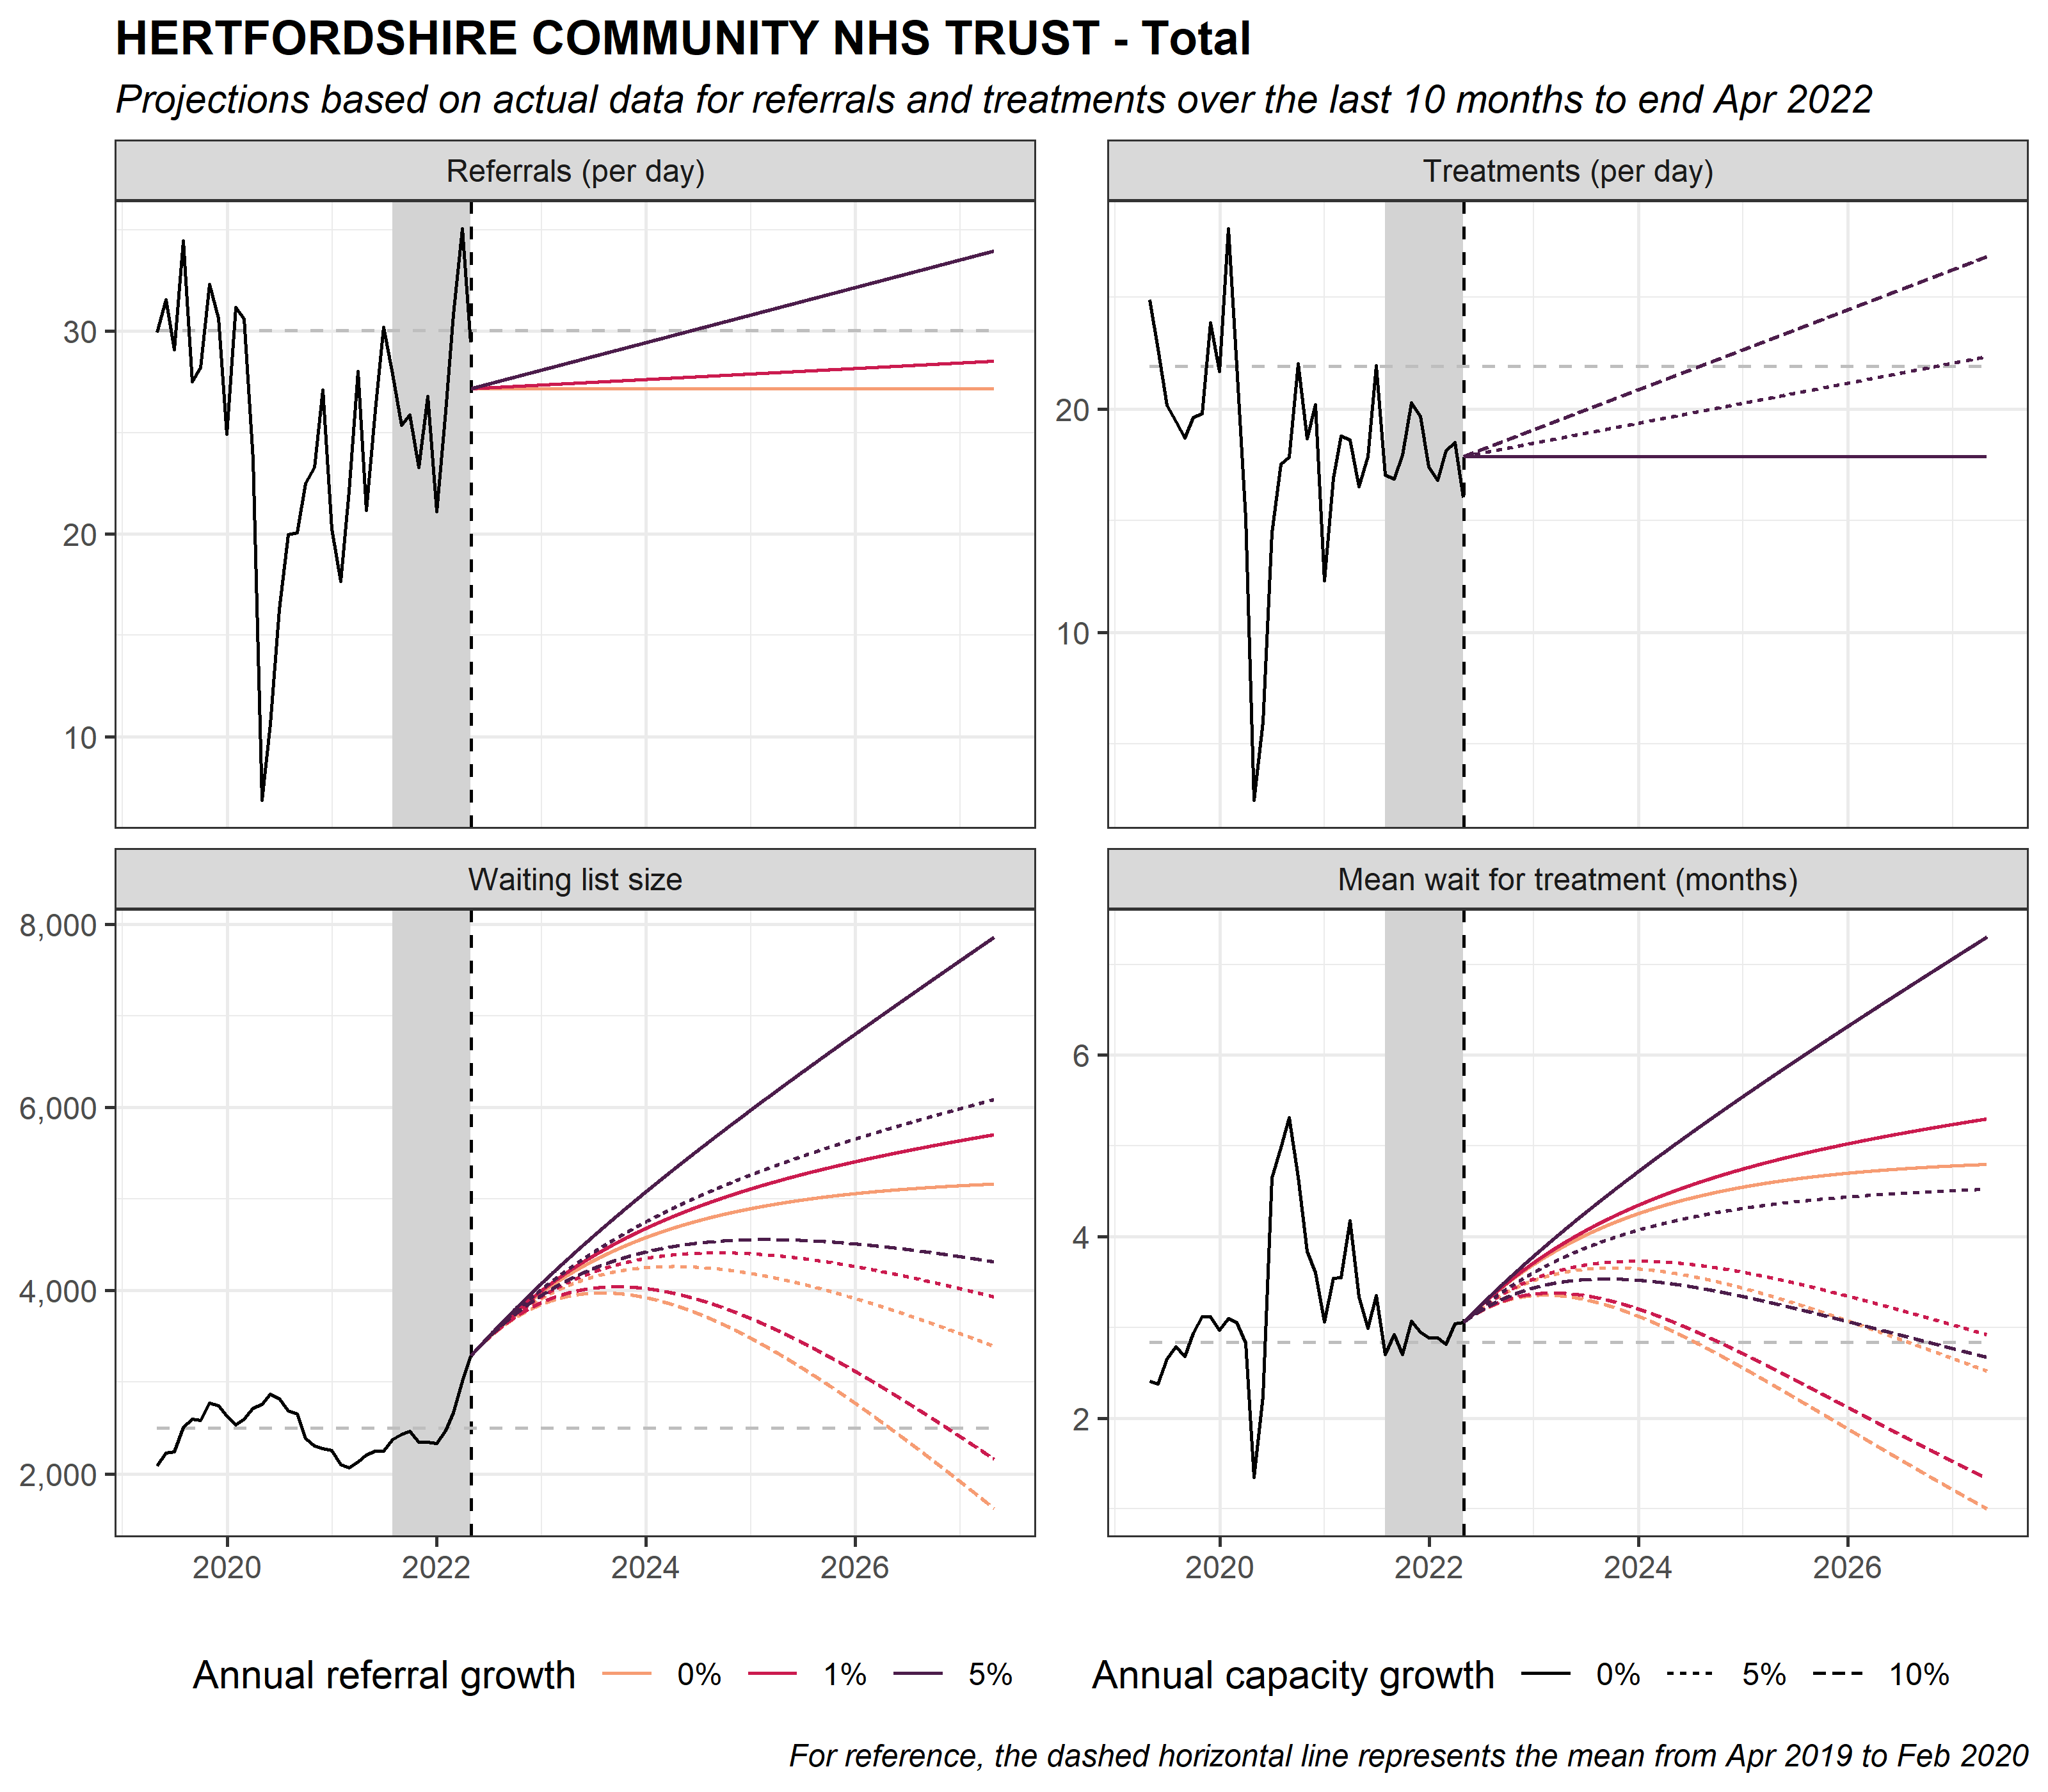 HERTFORDSHIRE COMMUNITY NHS TRUST - Total
Projections based on actual data for referrals and treatments over the last 10 months to end Apr 2022
Referrals (per day)
Treatments (per day)
30
20
10
20
10
Waiting list size
Mean wait for treatment (months)
8,000
6,000
4,000
2,000
6
4
2
2020 2022 2024 2026
2020 2022 2024 2026
Annual referral growth 0% 1% 5%
Annual capacity growth 0% 5% 10%
For reference, the dashed horizontal line represents the mean from Apr 2019 to Feb 2020